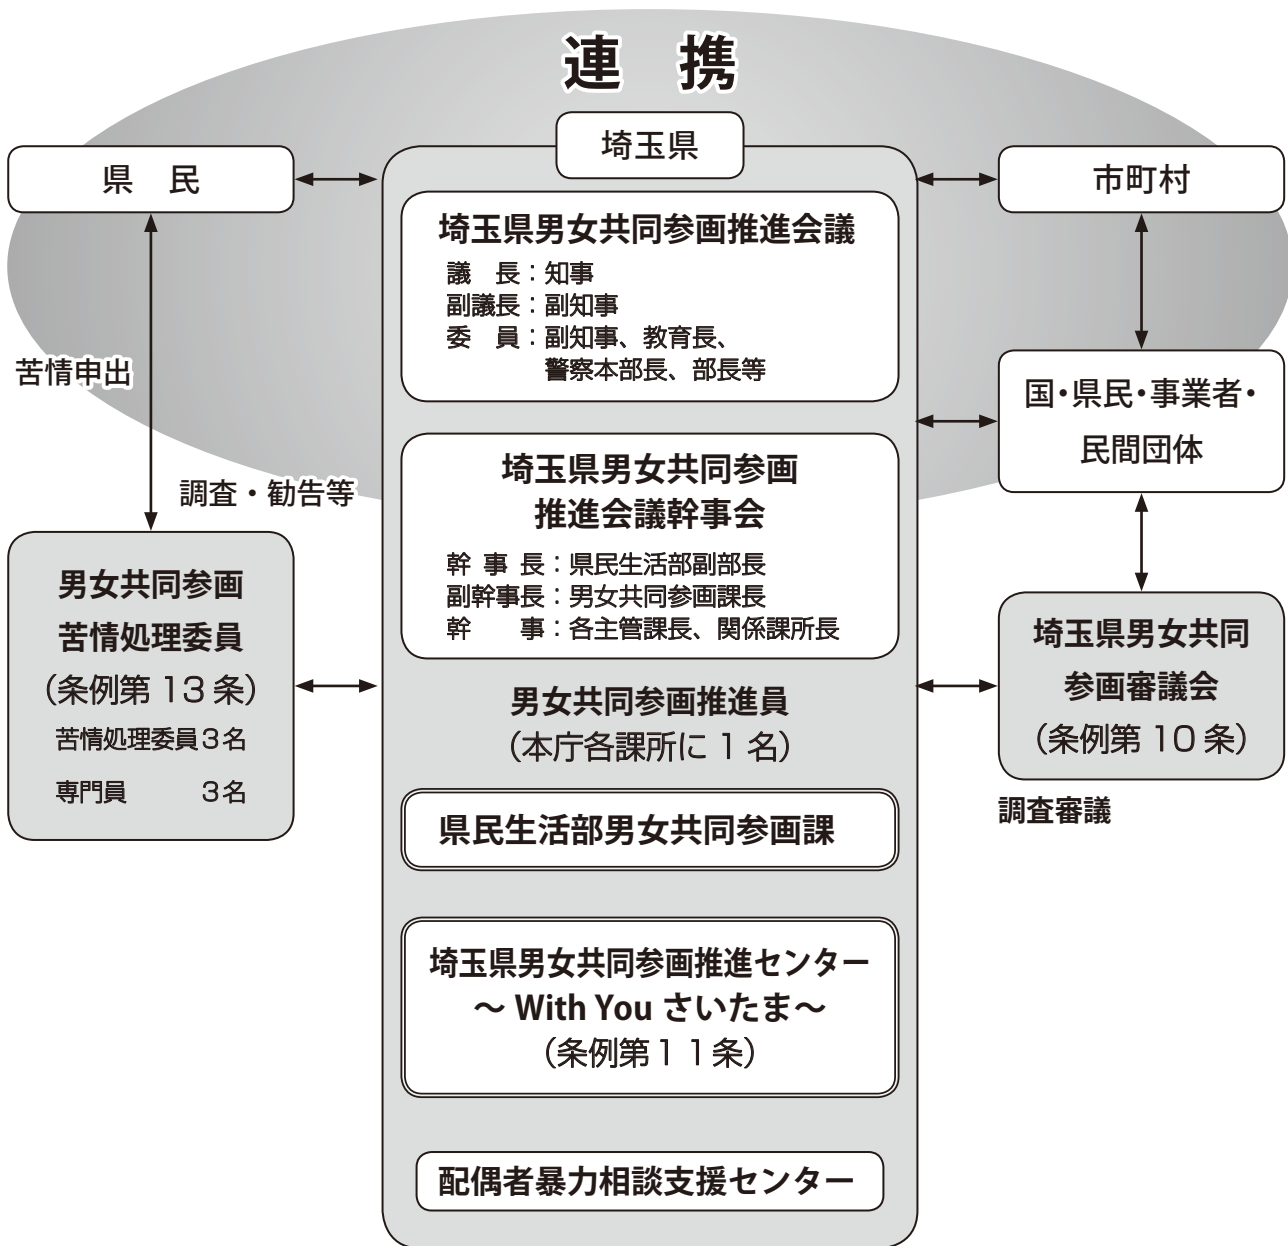 連　携
埼玉県
県　民
市町村
埼玉県男女共同参画推進会議
議　長：知事
副議長：副知事
委　員：副知事、教育長、
警察本部長、部長等
苦情申出
調査・勧告等
国・県民・事業者・
民間団体
埼玉県男女共同参画
推進会議幹事会
幹 事 長：県民生活部副部長
副幹事長：男女共同参画課長
幹　　事：各主管課長、関係課所長
男女共同参画
苦情処理委員
（条例第 13 条）
苦情処理委員３名
専門員　　　３名
男女共同参画推進員
（本庁各課所に 1 名）
埼玉県男女共同
参画審議会
（条例第 10 条）
調査審議
県民生活部男女共同参画課
埼玉県男女共同参画推進センター
～ With You さいたま～
（条例第１１条）
配偶者暴力相談支援センター